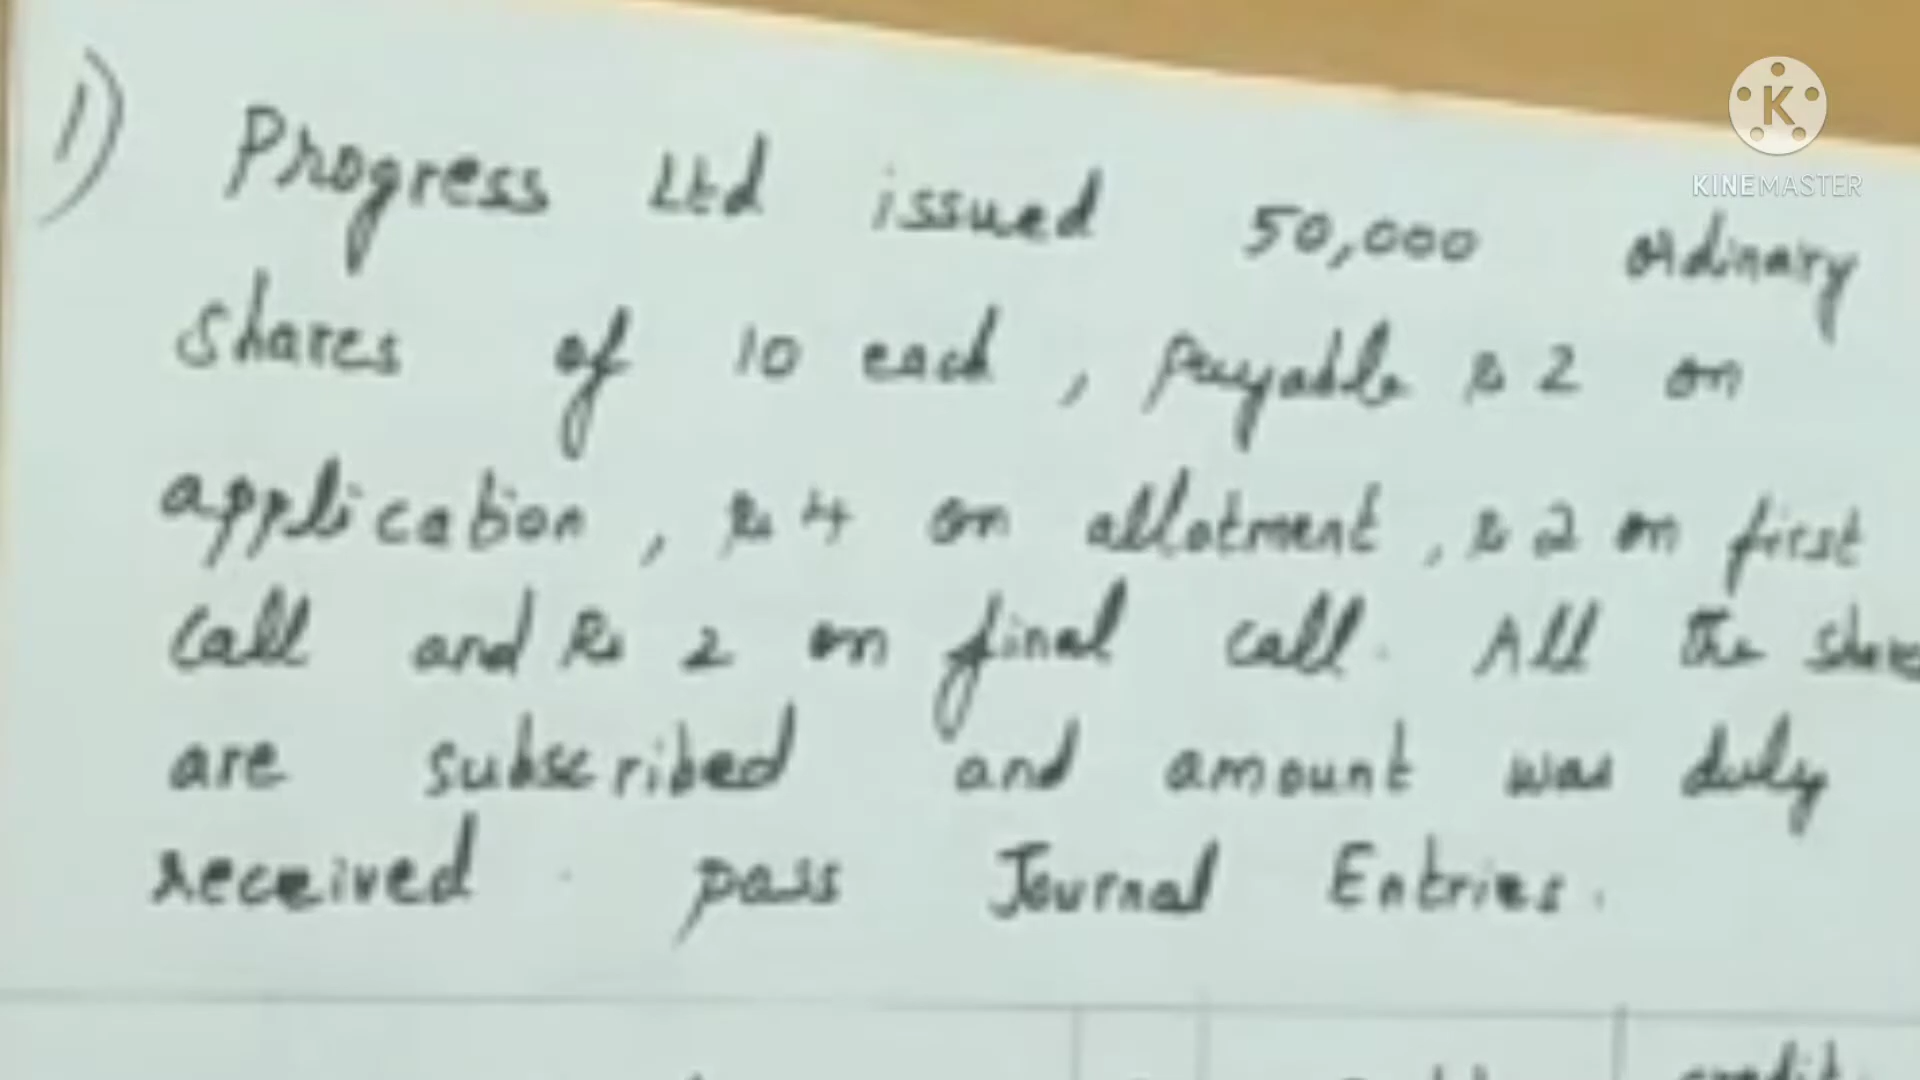 1) Progress Ltd issued 50,000 ordinary
shares of 10 each, payable Rs 2 on
application, Rs 4 on allotment, Rs 2 on first
call and Rs 2 on final call. All the share
are subscribed and amount was duly
received. pass Journal Entries.
credit
K
KINEMASTER